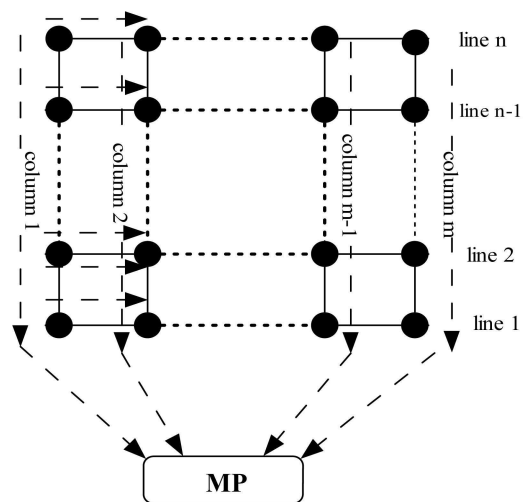 line n
line n-1
column 1
column 2
column m-1
column m
line 2
line 1
MP